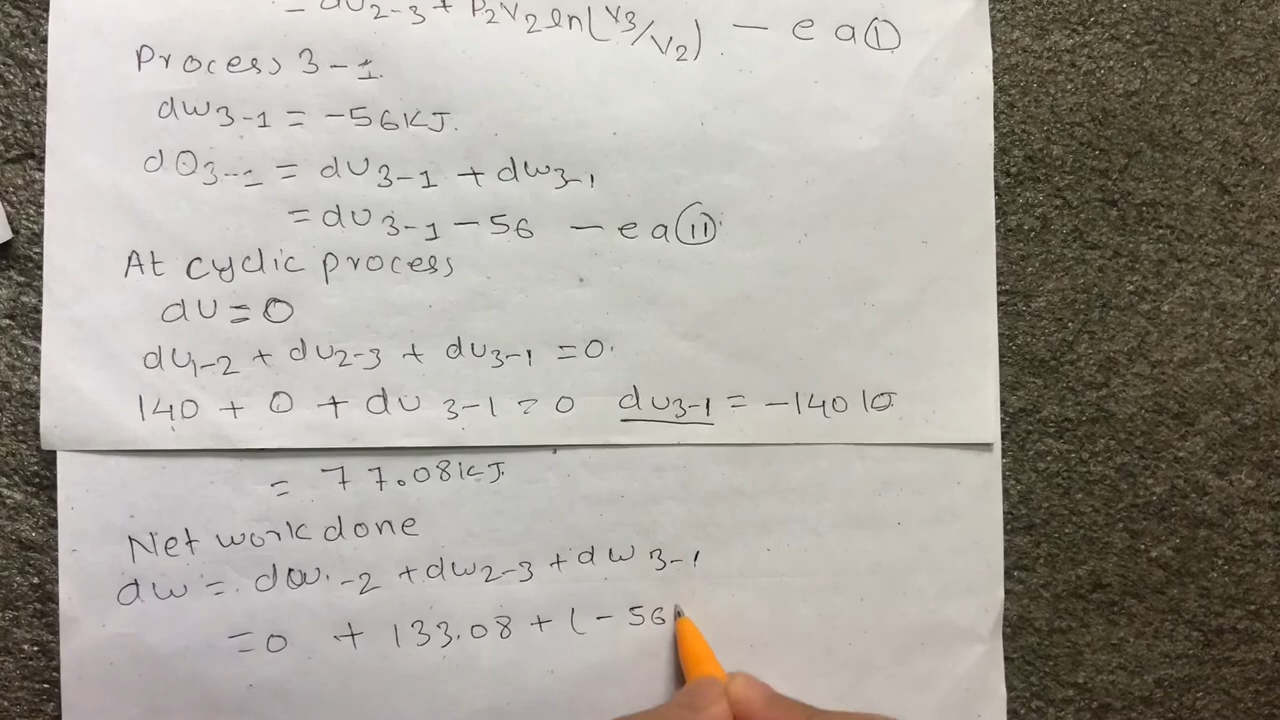 = dU2-3 + P2V2 ln(V3/V2) - eq(I)
Process 3-1.
dW3-1 = -56KJ.
dQ3-1 = dU3-1 + dW3-1
= dU3-1 - 56 - eq(II)
At cyclic process
dU=0
dU1-2 + dU2-3 + dU3-1 =0.
140 + 0 + dU3-1=0 dU3-1 = -140
= 77.08KJ
Net work done
dW = dW1-2 + dW2-3 + dW3-1
=0 + 133.08 + (-56